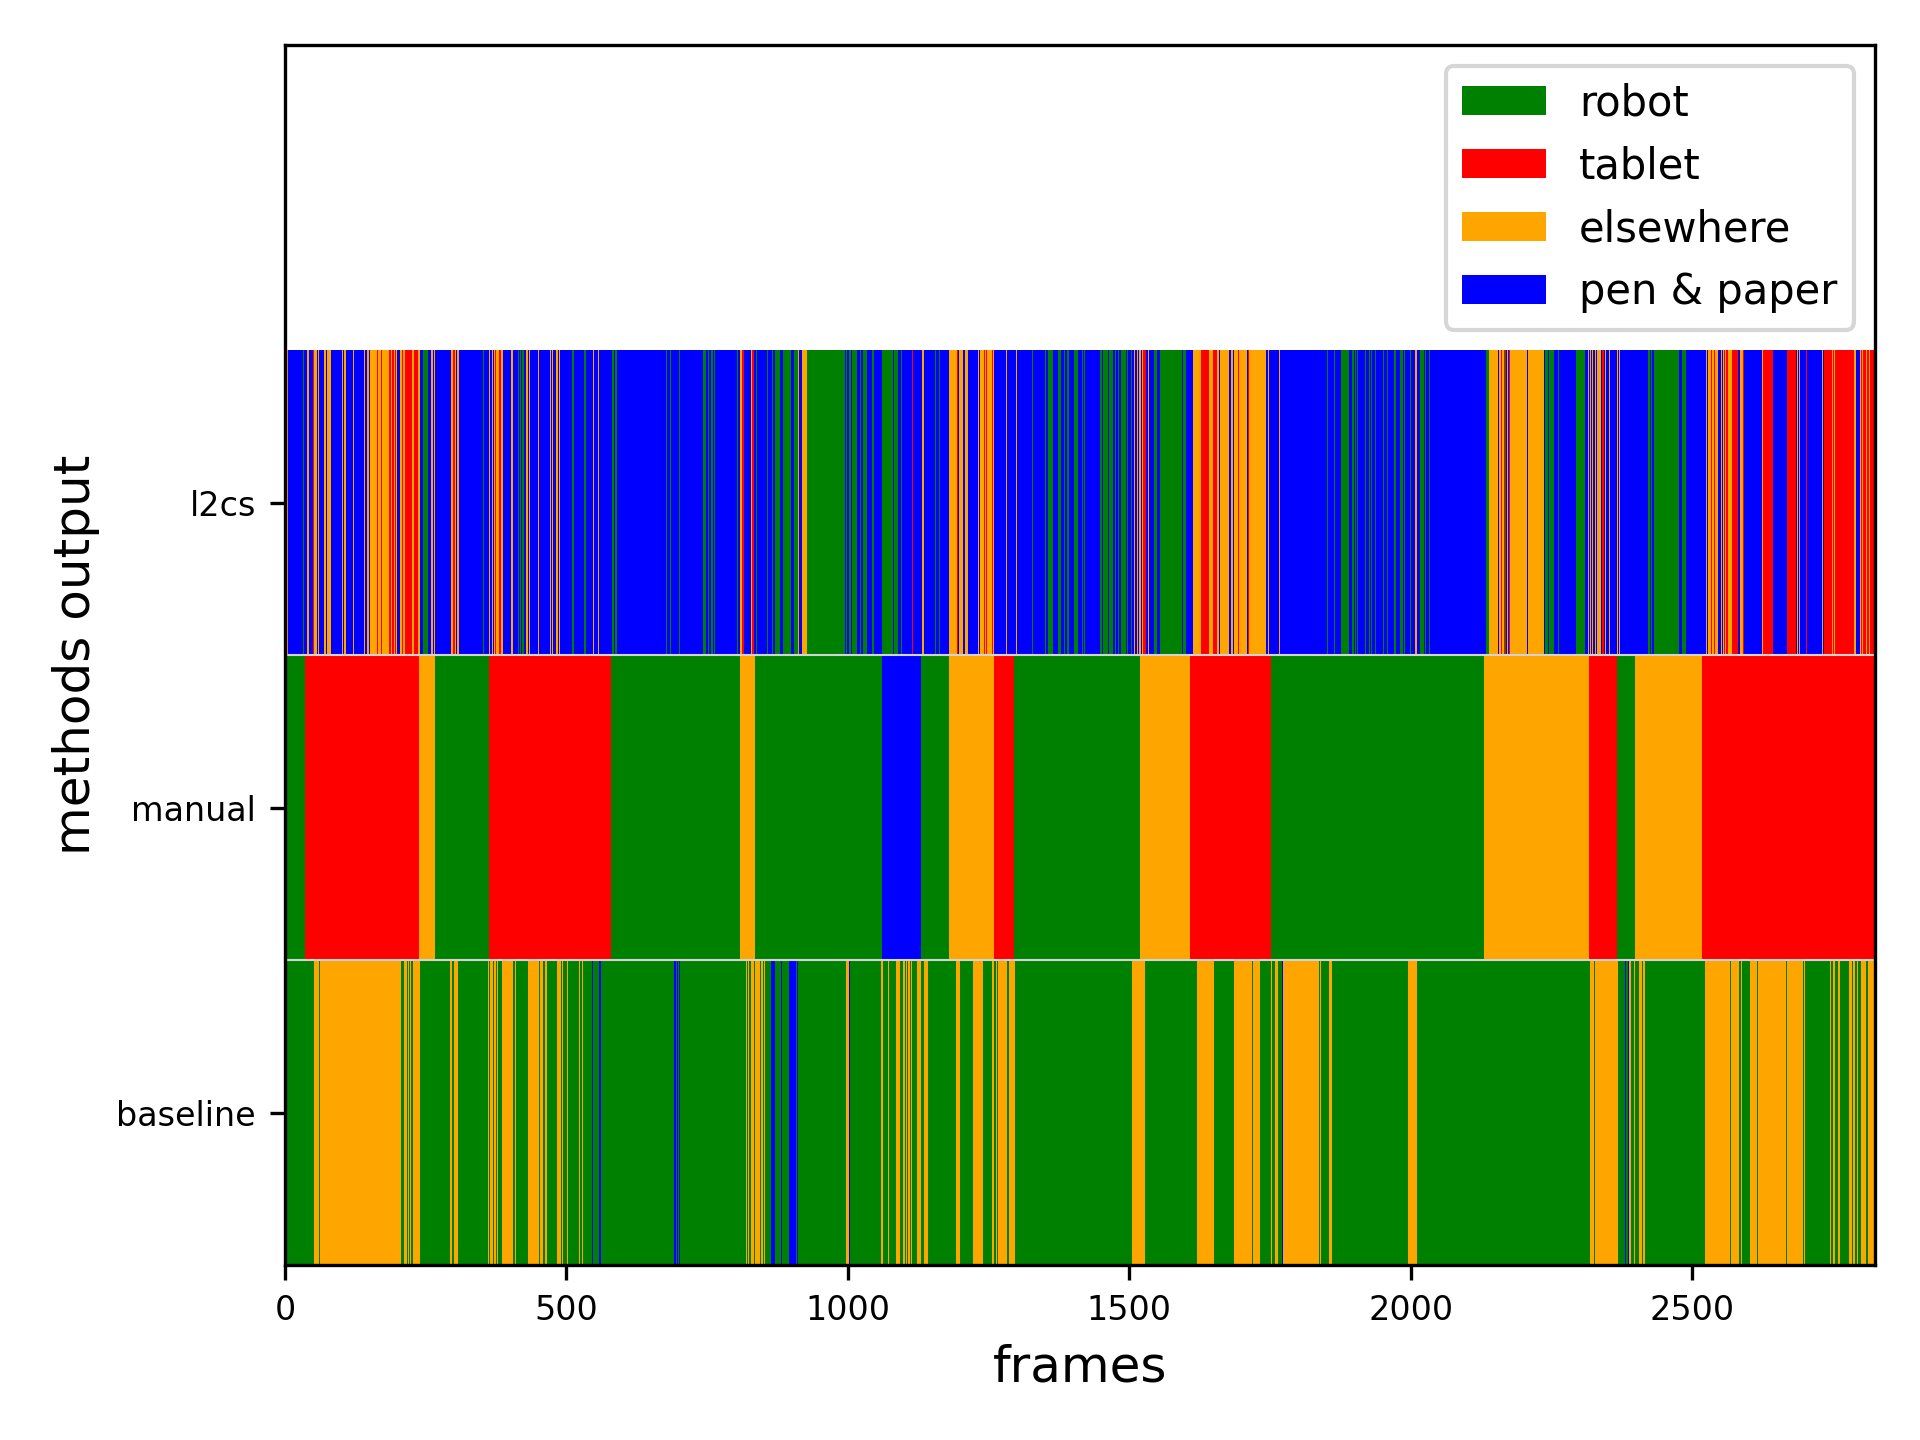 robot
tablet
elsewhere
pen & paper
methods output
l2cs
manual
baseline
0 500 1000 1500 2000 2500
frames